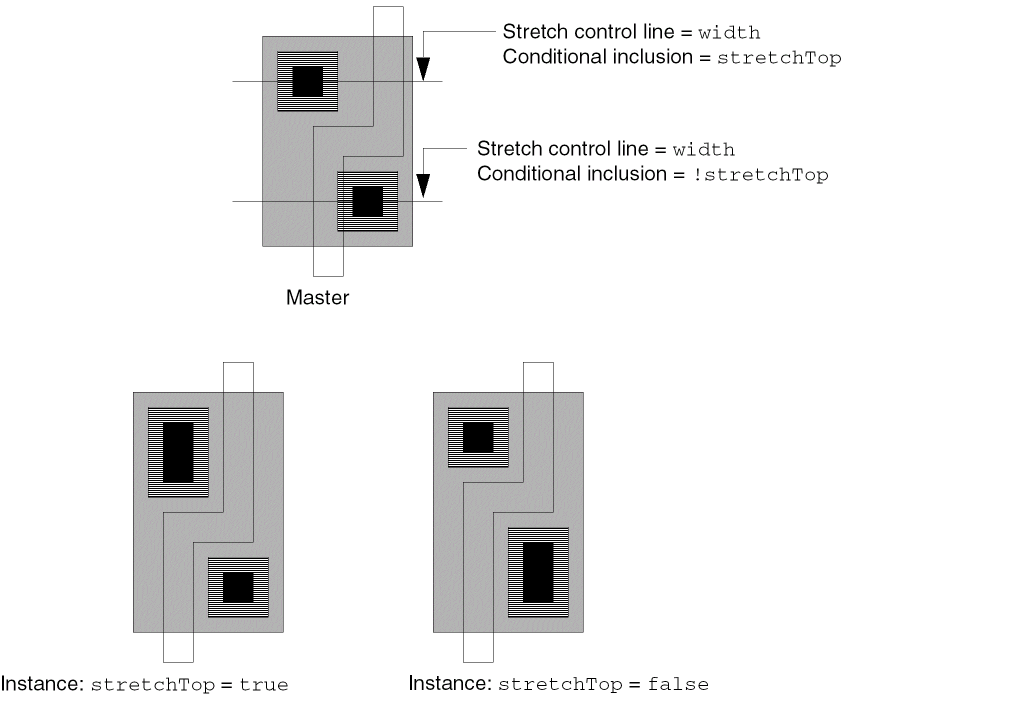 Stretch control line = width
Conditional inclusion = stretchTop
Stretch control line = width
Conditional inclusion = !stretchTop
Master
Instance: stretchTop = true
Instance: stretchTop = false